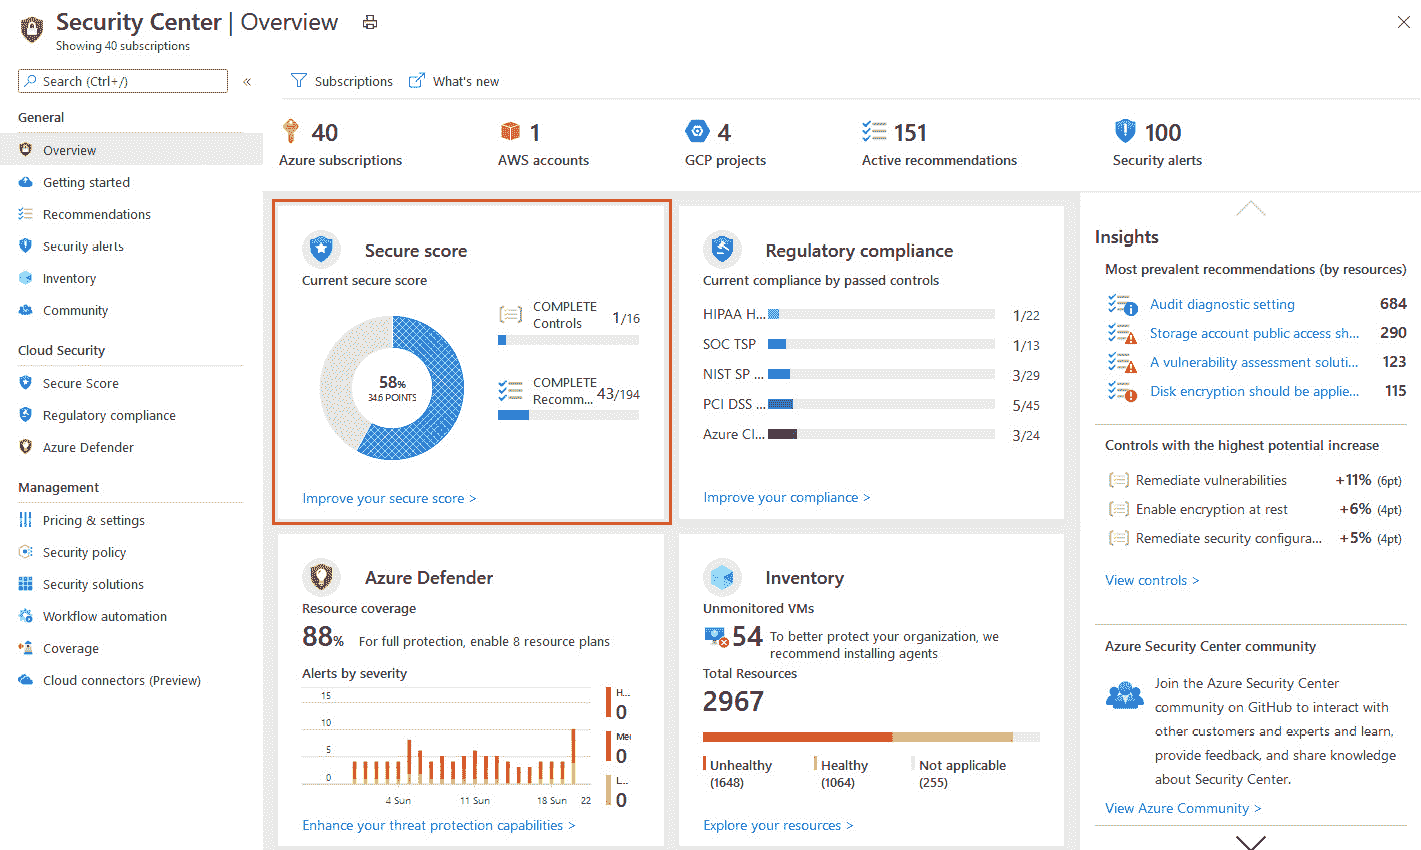 Security Center | Overview
Showing 40 subscriptions
Search (Ctrl+/)
«
General
Overview
Getting started
Recommendations
Security alerts
Inventory
Community
Cloud Security
Secure Score
Regulatory compliance
Azure Defender
Management
Pricing & settings
Security policy
Security solutions
Workflow automation
Coverage
Cloud connectors (Preview)
Subscriptions
What's new
40
Azure subscriptions
1
AWS accounts
4
GCP projects
151
Active recommendations
100
Security alerts
Secure score
Current secure score
58%
34.6 POINTS
COMPLETE
Controls
1/16
COMPLETE
Recomm...
43/194
Improve your secure score >
Regulatory compliance
Current compliance by passed controls
HIPAA H... 1/22
SOC TSP 1/13
NIST SP ... 3/29
PCI DSS ... 5/45
Azure CI... 3/24
Improve your compliance >
Azure Defender
Resource coverage
88% For full protection, enable 8 resource plans
Alerts by severity
15
10
5
0
4 Sun 11 Sun 18 Sun 22
H...
0
Me
0
L...
0
Enhance your threat protection capabilities >
Inventory
Unmonitored VMs
54
To better protect your organization, we
recommend installing agents
Total Resources
2967
Unhealthy
(1648)
Healthy
(1064)
Not applicable
(255)
Explore your resources >
Insights
Most prevalent recommendations (by resources)
Audit diagnostic setting 684
Storage account public access sh... 290
A vulnerability assessment soluti... 123
Disk encryption should be applie... 115
Controls with the highest potential increase
Remediate vulnerabilities +11% (6pt)
Enable encryption at rest +6% (4pt)
Remediate security configura... +5% (4pt)
View controls >
Azure Security Center community
Join the Azure Security Center
community on GitHub to interact with
other customers and experts and learn,
provide feedback, and share knowledge
about Security Center.
View Azure Community >